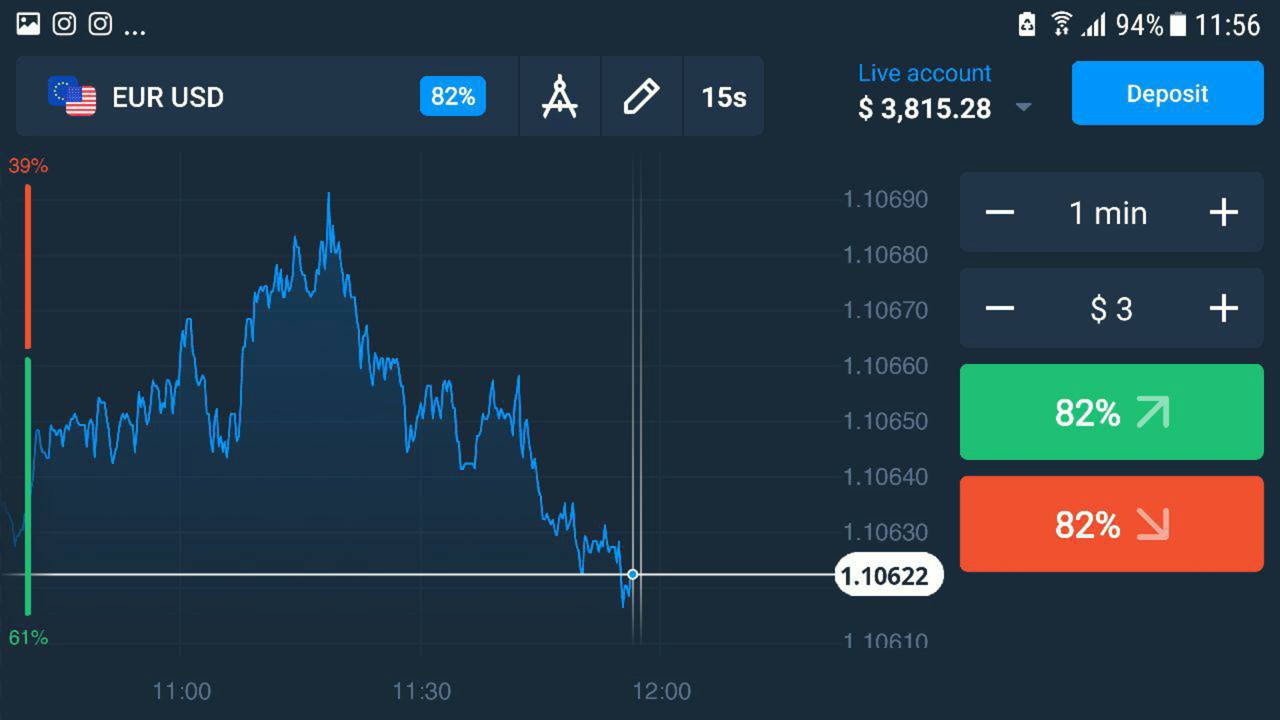 ... 94% 11:56
EUR USD 82% 15s
Live account
$ 3,815.28
Deposit
39%
1.10690
1.10680
1.10670
1.10660
1.10650
1.10640
1.10630
1.10622
1.10610
61%
11:00 11:30 12:00
1 min
$ 3
82%
82%